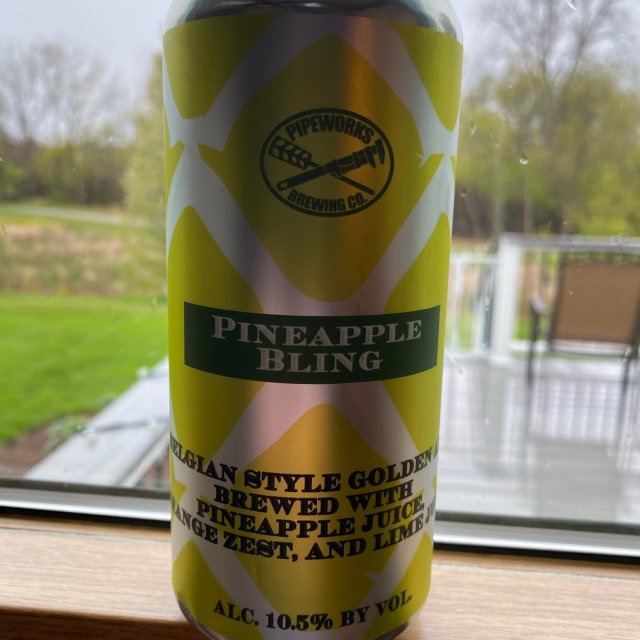 PIPEWORKS
BREWING CO.
PINEAPPLE
BLING
ELGIAN STYLE GOLDEN A
BREWED WITH
PINEAPPLE JUICE,
ANGE ZEST, AND LIME J
ALC. 10.5% BY VOL.